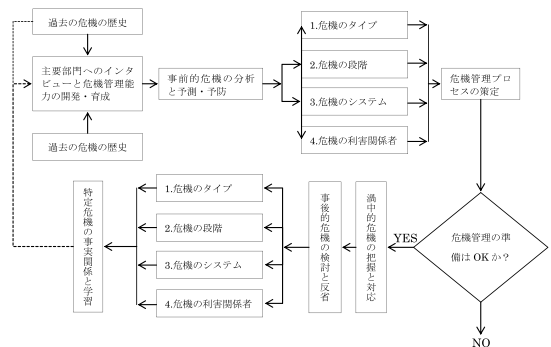 過去の危機の歴史
主要部門へのインタ
ビューと危機管理能
力の開発・育成
過去の危機の歴史
事前的危機の分析
と予測・予防
1.危機のタイプ
2.危機の段階
3.危機のシステム
4.危機の利害関係者
危機管理プロ
セスの策定
危機管理の準
備はOKか？
YES
NO
渦中的危機の把握と対応
事後的危機の検討と反省
1.危機のタイプ
2.危機の段階
3.危機のシステム
4.危機の利害関係者
特定危機の事実関係と学習